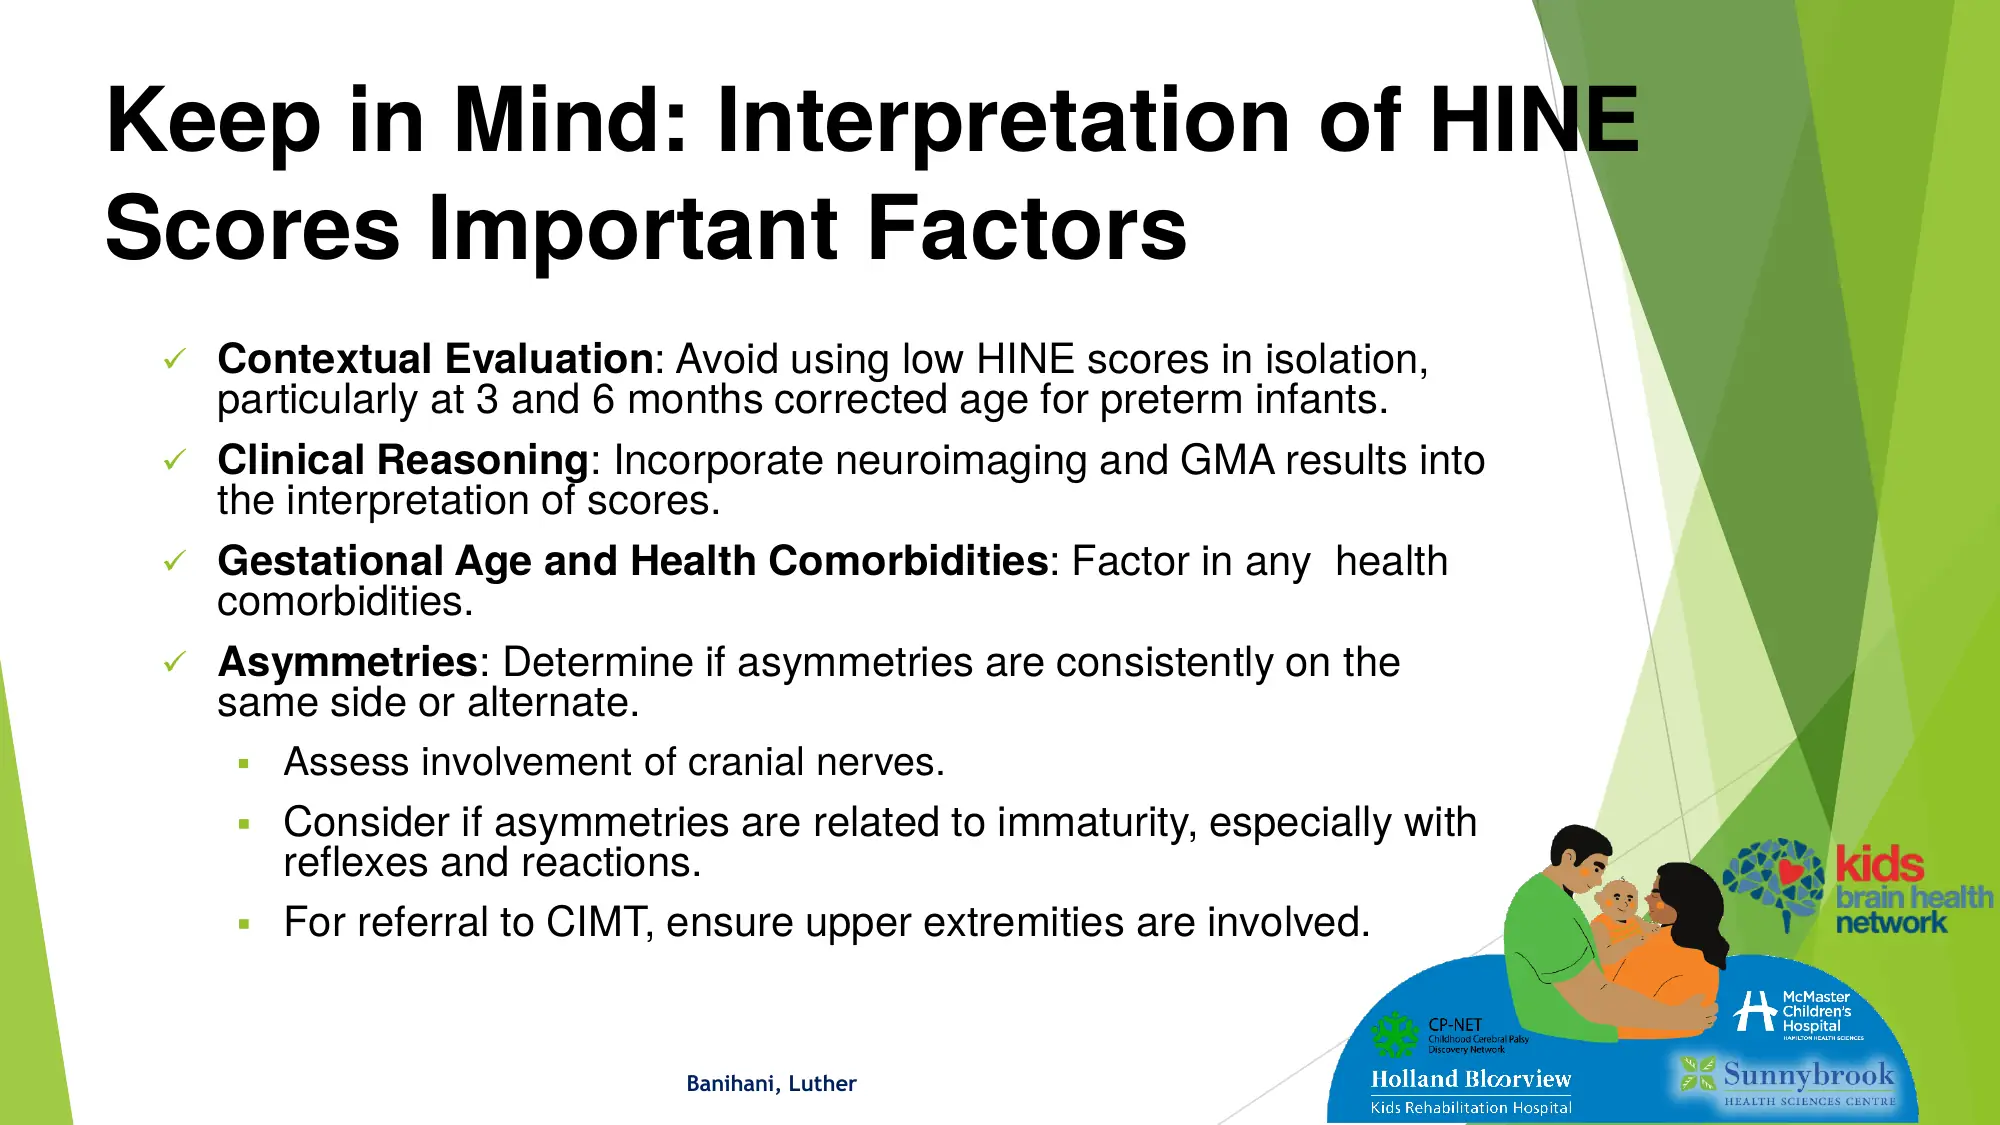 Keep in Mind: Interpretation of HINE
Scores Important Factors
✓ Contextual Evaluation: Avoid using low HINE scores in isolation,
particularly at 3 and 6 months corrected age for preterm infants.
✓ Clinical Reasoning: Incorporate neuroimaging and GMA results into
the interpretation of scores.
✓ Gestational Age and Health Comorbidities: Factor in any  health
comorbidities.
✓ Asymmetries: Determine if asymmetries are consistently on the
same side or alternate.
▪ Assess involvement of cranial nerves.
▪ Consider if asymmetries are related to immaturity, especially with
reflexes and reactions.
▪ For referral to CIMT, ensure upper extremities are involved.
kids
brain health
network
McMaster
Children's
Hospital
HAMILTON HEALTH SCIENCES
CP-NET
Childhood Cerebral Palsy
Discovery Network
Holland Bloorview
Kids Rehabilitation Hospital
Sunnybrook
HEALTH SCIENCES CENTRE
Banihani, Luther